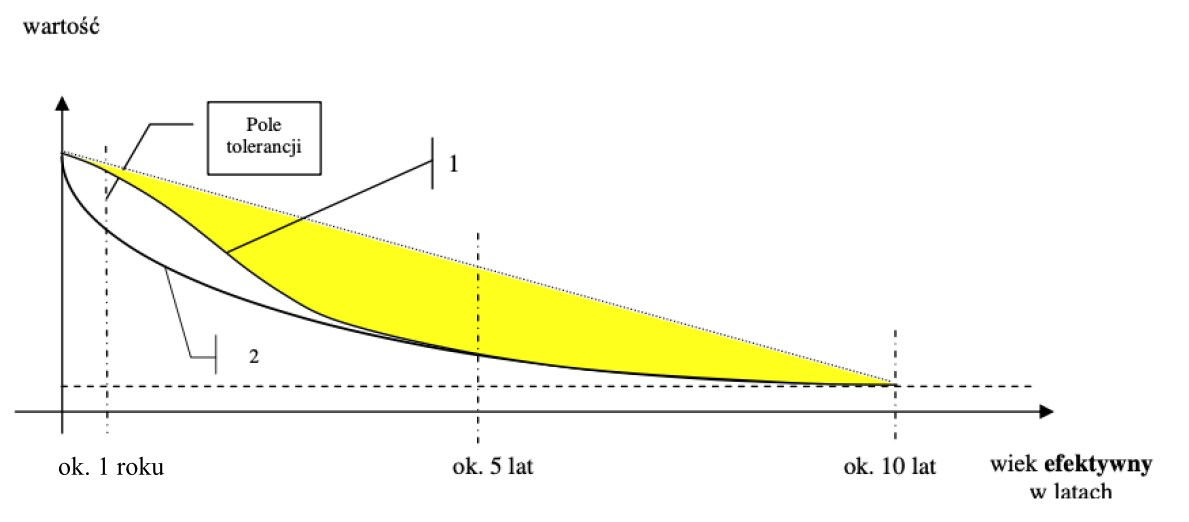 wartość
Pole
tolerancji
1
2
ok. 1 roku
ok. 5 lat
ok. 10 lat
wiek efektywny
w latach